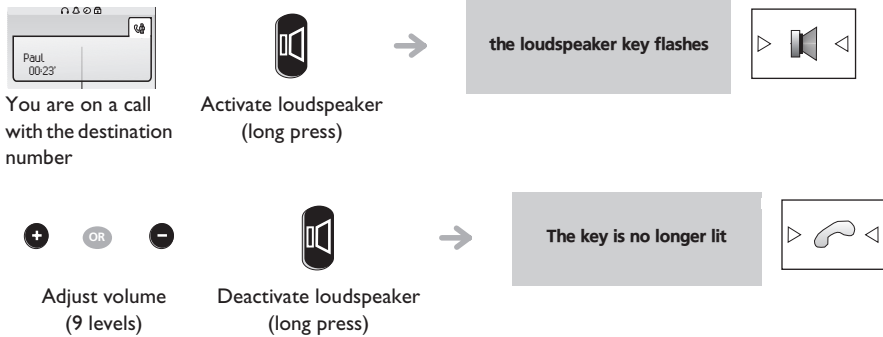 Paul
00:23'
the loudspeaker key flashes
You are on a call
with the destination
number
Activate loudspeaker
(long press)
OR
The key is no longer lit
Adjust volume
(9 levels)
Deactivate loudspeaker
(long press)